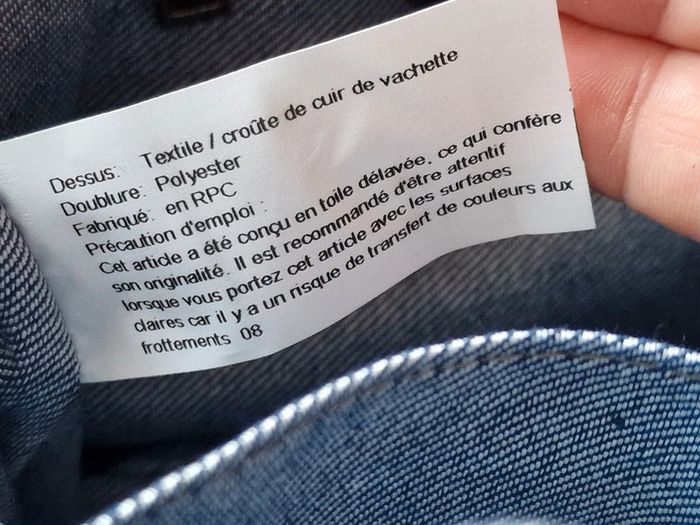 Dessus: Textile / croûte de cuir de vachette
Doublure: Polyester
Fabriqué: en RPC
Précaution d'emploi :
Cet article a été conçu en toile délavée, ce qui confère
son originalité. Il est recommandé d'être attentif
lorsque vous portez cet article avec les surfaces
claires car il y a un risque de transfert de couleurs aux
frottements 08